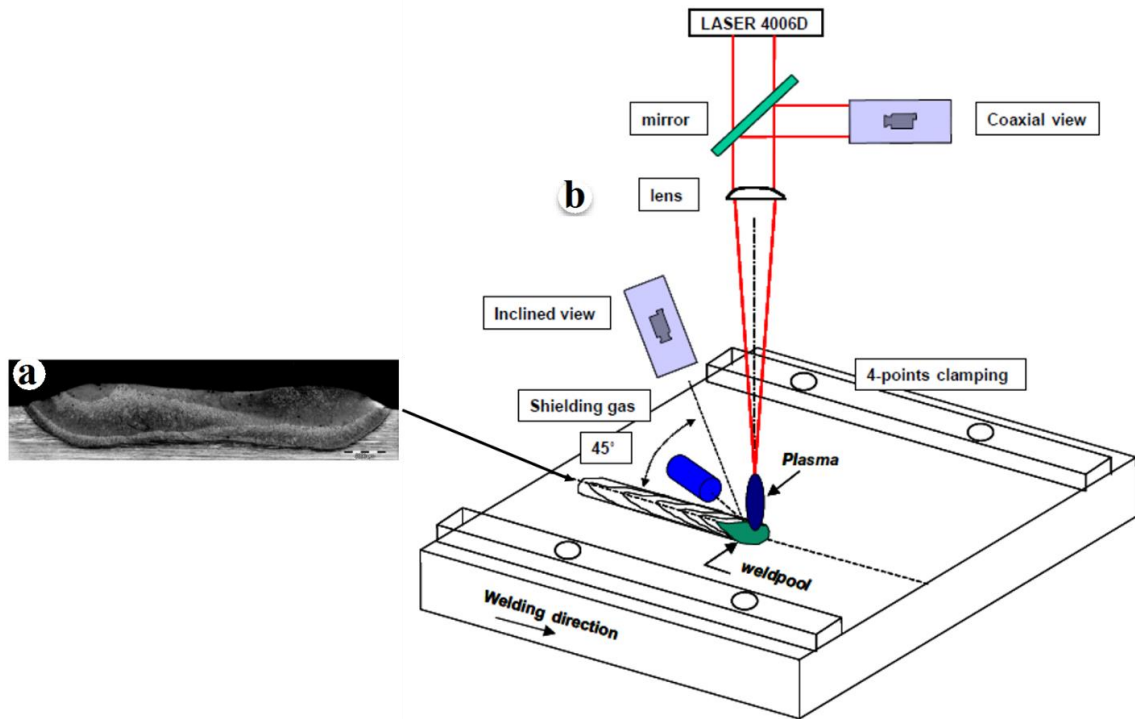 LASER 4006D
mirror
Coaxial view
lens
b
Inclined view
a
4-points clamping
Shielding gas
45°
Plasma
weldpool
Welding direction